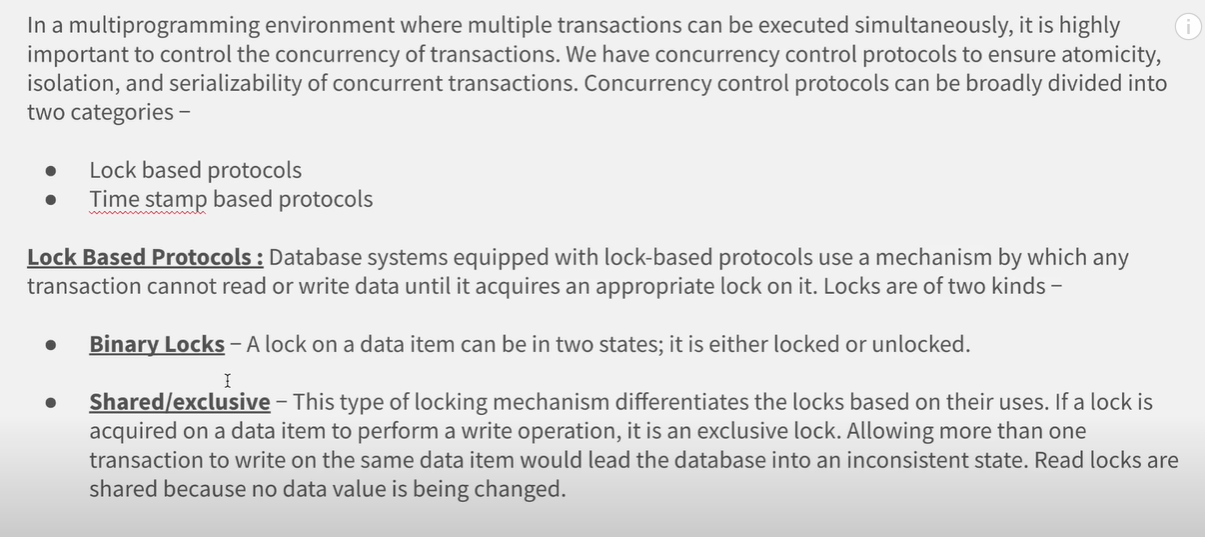 In a multiprogramming environment where multiple transactions can be executed simultaneously, it is highly
important to control the concurrency of transactions. We have concurrency control protocols to ensure atomicity,
isolation, and serializability of concurrent transactions. Concurrency control protocols can be broadly divided into
two categories −
● Lock based protocols
● Time stamp based protocols
Lock Based Protocols : Database systems equipped with lock-based protocols use a mechanism by which any
transaction cannot read or write data until it acquires an appropriate lock on it. Locks are of two kinds −
● Binary Locks − A lock on a data item can be in two states; it is either locked or unlocked.
● Shared/exclusive − This type of locking mechanism differentiates the locks based on their uses. If a lock is
acquired on a data item to perform a write operation, it is an exclusive lock. Allowing more than one
transaction to write on the same data item would lead the database into an inconsistent state. Read locks are
shared because no data value is being changed.